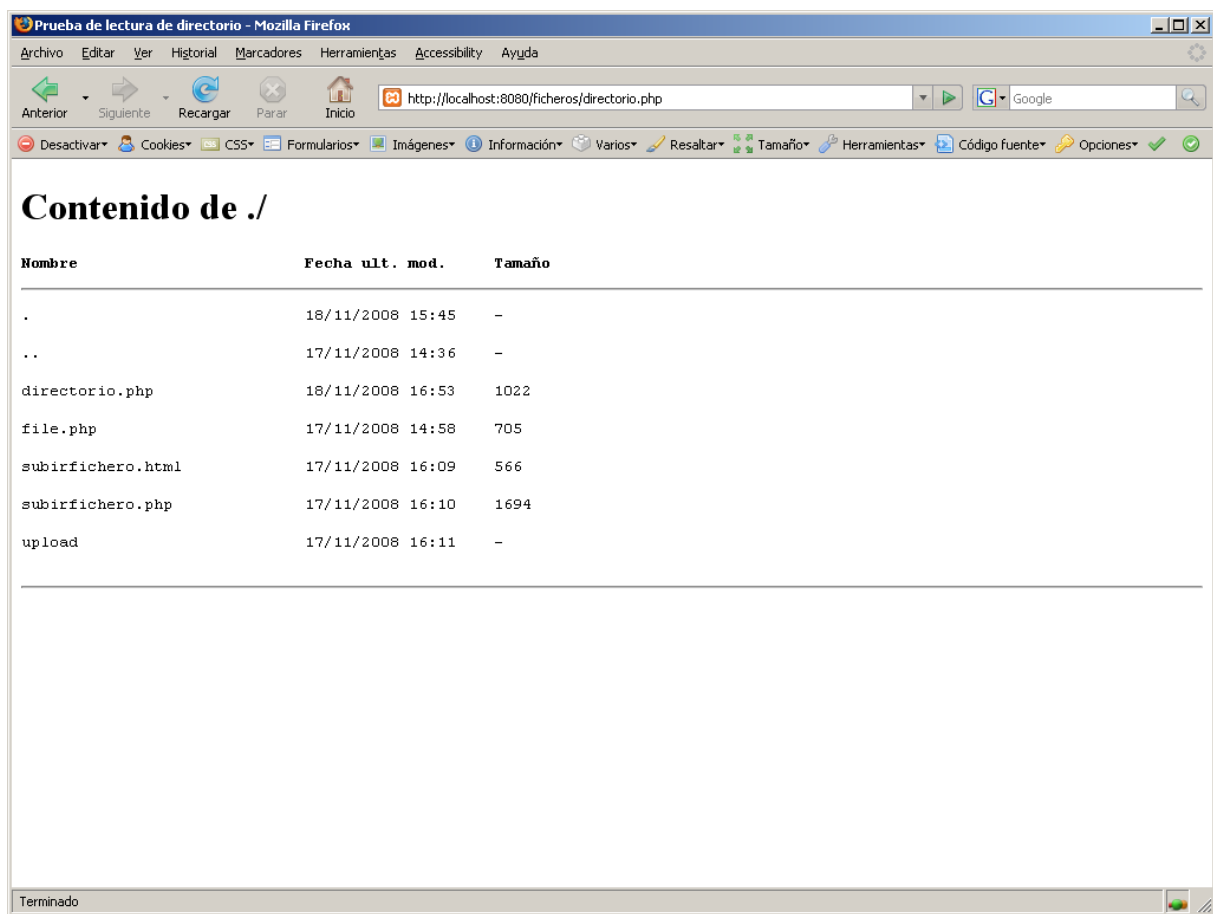 Prueba de lectura de directorio - Mozilla Firefox
Archivo Editar Ver Historial Marcadores Herramientas Accessibility Ayuda
Anterior Siguiente Recargar Parar Inicio http://localhost:8080/ficheros/directorio.php G Google
Desactivar Cookies CSS Formularios Imágenes Información Varios Resaltar Tamaño Herramientas Código fuente Opciones
Contenido de ./
Nombre Fecha ult. mod. Tamaño
. 18/11/2008 15:45 -
.. 17/11/2008 14:36 -
directorio.php 18/11/2008 16:53 1022
file.php 17/11/2008 14:58 705
subirfichero.html 17/11/2008 16:09 566
subirfichero.php 17/11/2008 16:10 1694
upload 17/11/2008 16:11 -
Terminado